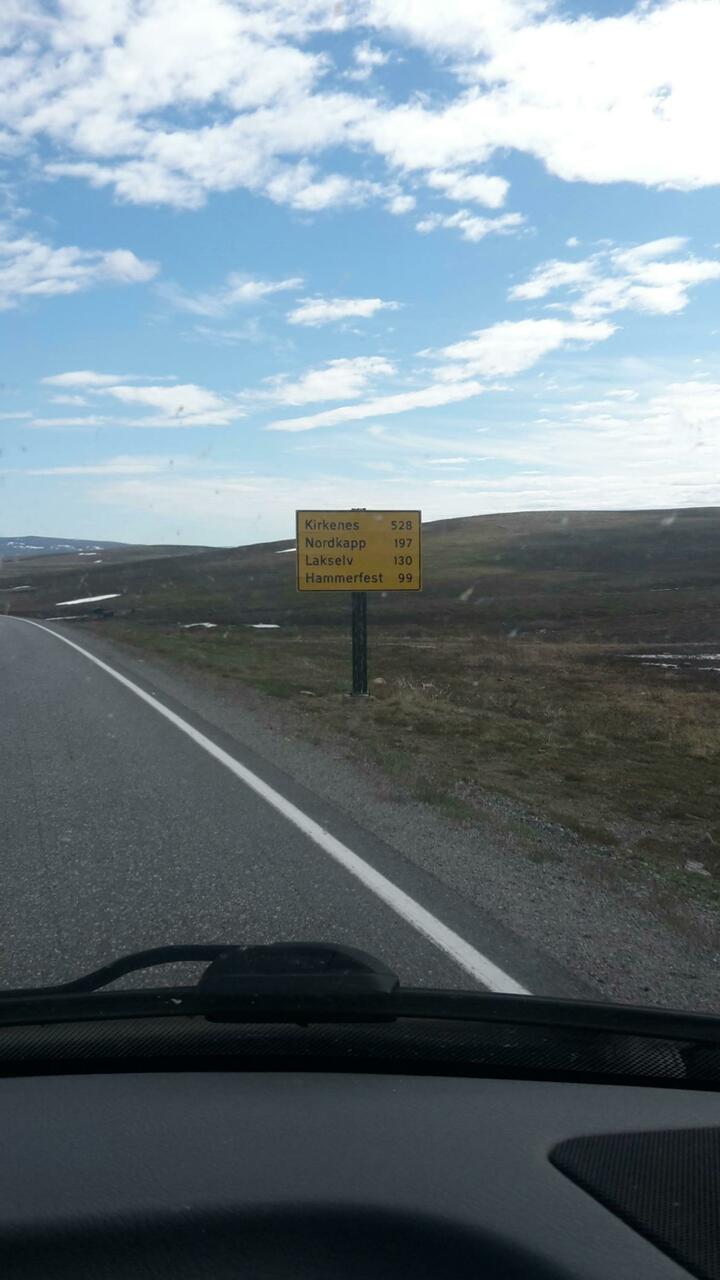 Kirkenes 528
Nordkapp 197
Lakselv 130
Hammerfest 99